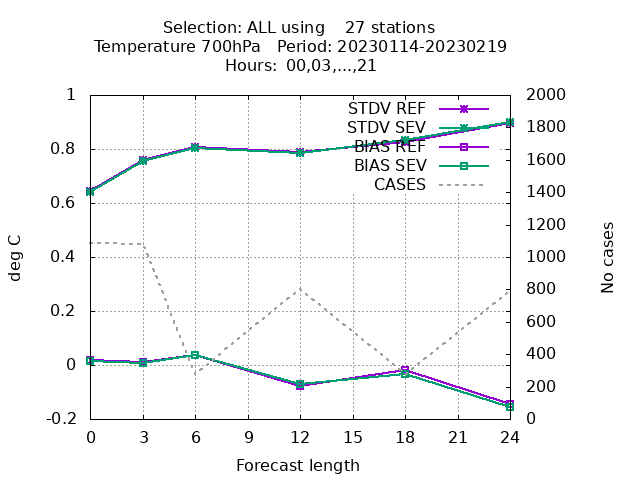 Selection: ALL using    27 stations
Temperature 700hPa   Period: 20230114-20230219
Hours:  00,03,...,21
STDV REF
STDV SEV
BIAS REF
BIAS SEV
CASES
1
0.8
0.6
0.4
0.2
0
-0.2
2000
1800
1600
1400
1200
1000
800
600
400
200
0
deg C
No cases
0 3 6 9 12 15 18 21 24
Forecast length